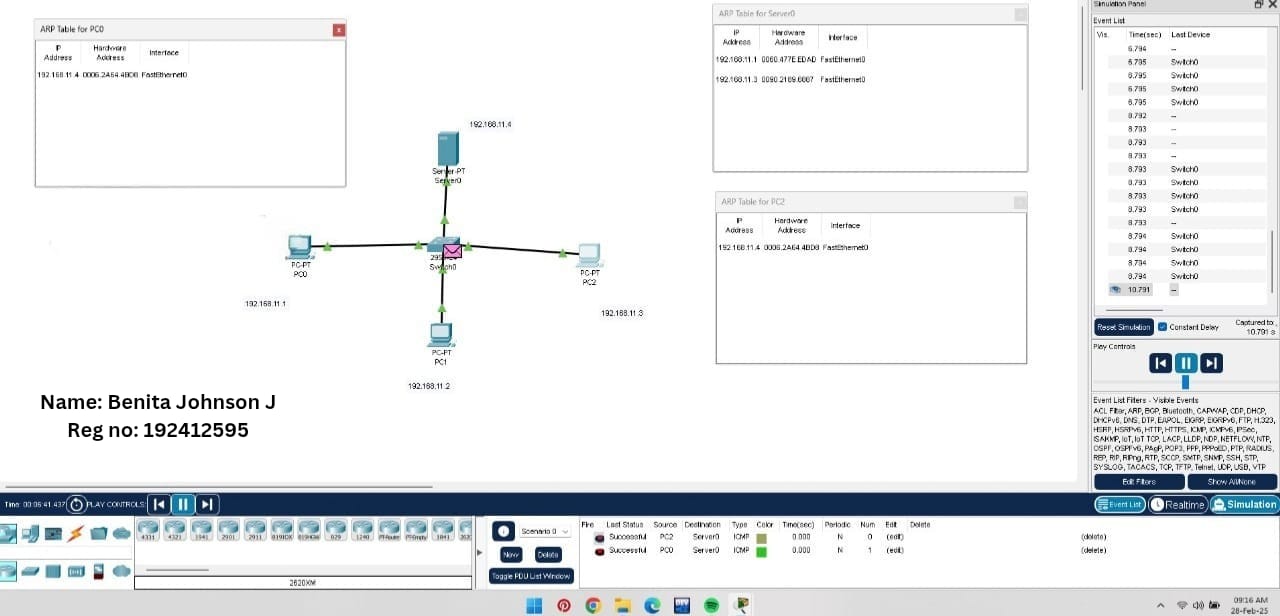 Simulation Panel
ARP Table for PC0
IP Address Hardware Address Interface
192.168.11.4 0006.2A64.4BD8 FastEthernet0
ARP Table for Server0
IP Address Hardware Address Interface
192.168.11.1 0060.477E.EDAD FastEthernet0
192.168.11.3 0090.2169.6667 FastEthernet0
ARP Table for PC2
IP Address Hardware Address Interface
192.168.11.4 0006.2A64.4BD8 FastEthernet0
192.168.11.4
Server-PT
Server0
PC-PT
PC0
192.168.11.1
Switch0
PC-PT
PC2
192.168.11.3
PC-PT
PC1
192.168.11.2
Name: Benita Johnson J
Reg no: 192412595
Event List
Vis. Time(sec) Last Device
6.794 --
6.795 Switch0
6.795 Switch0
6.795 Switch0
6.795 Switch0
8.792 --
8.793 --
8.793 --
8.793 --
8.793 Switch0
8.793 Switch0
8.793 Switch0
8.793 Switch0
8.793 --
8.794 Switch0
8.794 Switch0
8.794 Switch0
8.794 Switch0
10.791 --
Reset Simulation Constant Delay Captured to:
10.791 s
Play Controls
Event List Filters - Visible Events
ACL Filter, ARP, BGP, Bluetooth, CAPWAP, CDP, DHCP,
DHCPv6, DNS, DTP, EAPOL, EIGRP, EIGRPv6, FTP, H.323,
HSRP, HSRPv6, HTTP, HTTPS, ICMP, ICMPv6, IPSec,
ISAKMP, IoT, IoT TCP, LACP, LLDP, NDP, NETFLOW, NTP,
OSPF, OSPFv6, PAgP, POP3, PPP, PPPoED, PTP, RADIUS,
REP, RIP, RIPng, RTP, SCCP, SMTP, SNMP, SSH, STP,
SYSLOG, TACACS, TCP, TFTP, Telnet, UDP, USB, VTP
Edit Filters Show All/None
Time: 00:05:41.437 PLAY CONTROLS:
Event List Realtime Simulation
4331 4321 1941 2901 2911 819IOX 819HGW 829 1240 PT-Router PT-Empty 1841
2620XM
Scenario 0
New Delete
Toggle PDU List Window
Fire Last Status Source Destination Type Color Time(sec) Periodic Num Edit Delete
Successful PC2 Server0 ICMP 0.000 N 0 (edit) (delete)
Successful PC0 Server0 ICMP 0.000 N 1 (edit) (delete)
09:16 AM
28-Feb-25